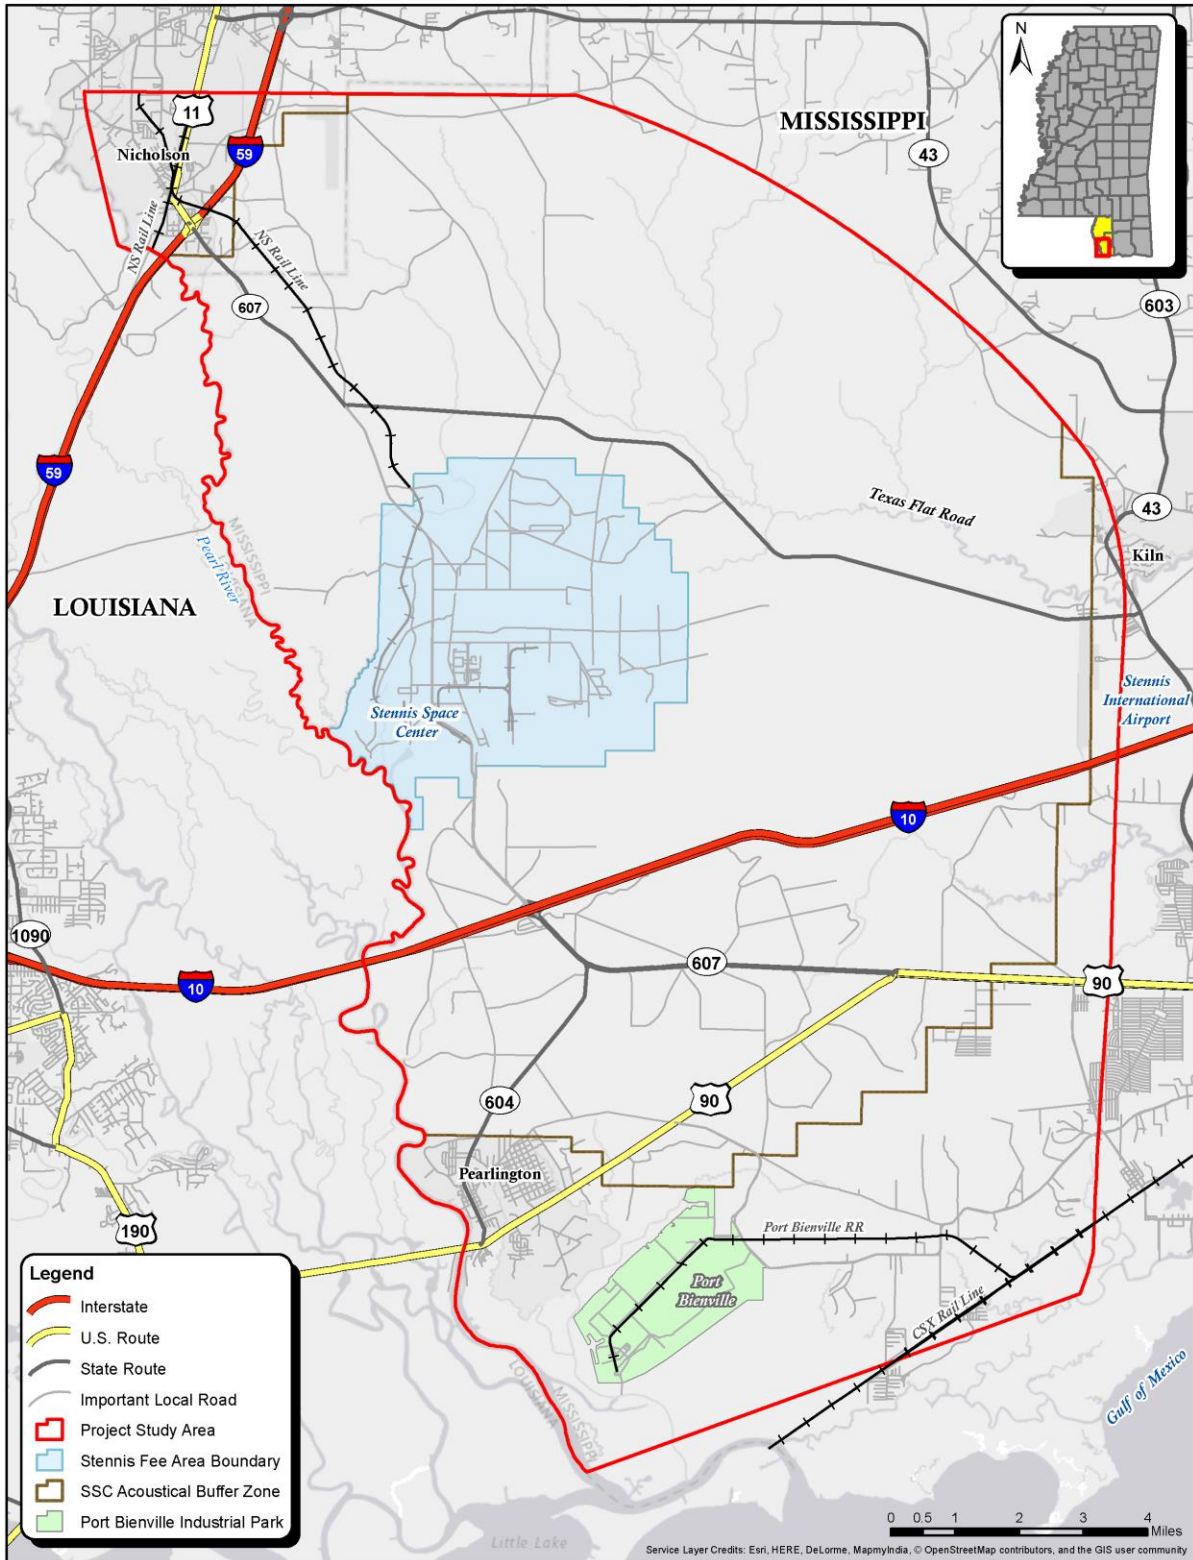 N
MISSISSIPPI
11
43
Nicholson
59
NS Rail Line
NS Rail Line
607
603
59
Texas Flat Road
43
Kiln
MISSISSIPPI
LOUISIANA
Pearl River
LOUISIANA
Stennis
International
Airport
Stennis Space
Center
10
1090
607
10
90
604
90
Pearlington
190
Port Bienville RR
Port
Bienville
CSX Rail Line
Gulf of Mexico
LOUISIANA
MISSISSIPPI
Legend
Interstate
U.S. Route
State Route
Important Local Road
Project Study Area
Stennis Fee Area Boundary
SSC Acoustical Buffer Zone
Port Bienville Industrial Park
Little Lake
0 0.5 1 2 3 4
Miles
Service Layer Credits: Esri, HERE, DeLorme, MapmyIndia, © OpenStreetMap contributors, and the GIS user community